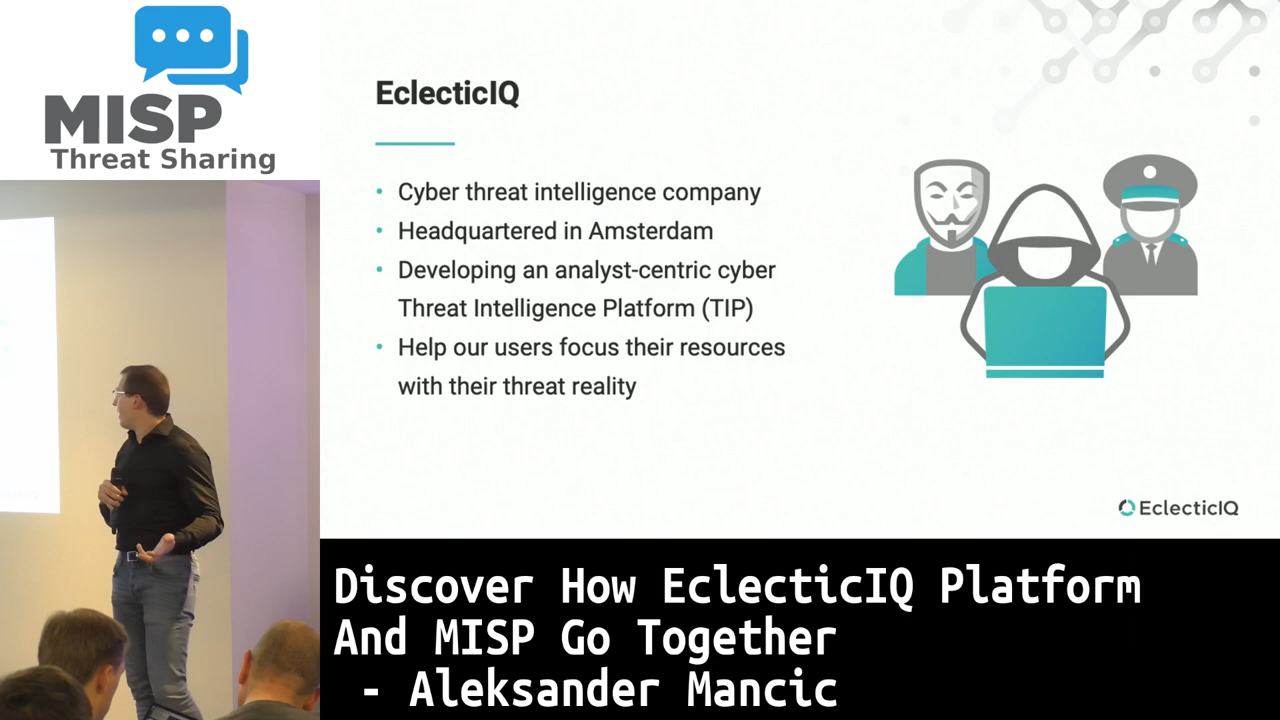 MISP
Threat Sharing
EclecticIQ
• Cyber threat intelligence company
• Headquartered in Amsterdam
• Developing an analyst-centric cyber
Threat Intelligence Platform (TIP)
• Help our users focus their resources
with their threat reality
EclecticIQ
Discover How EclecticIQ Platform
And MISP Go Together
- Aleksander Mancic